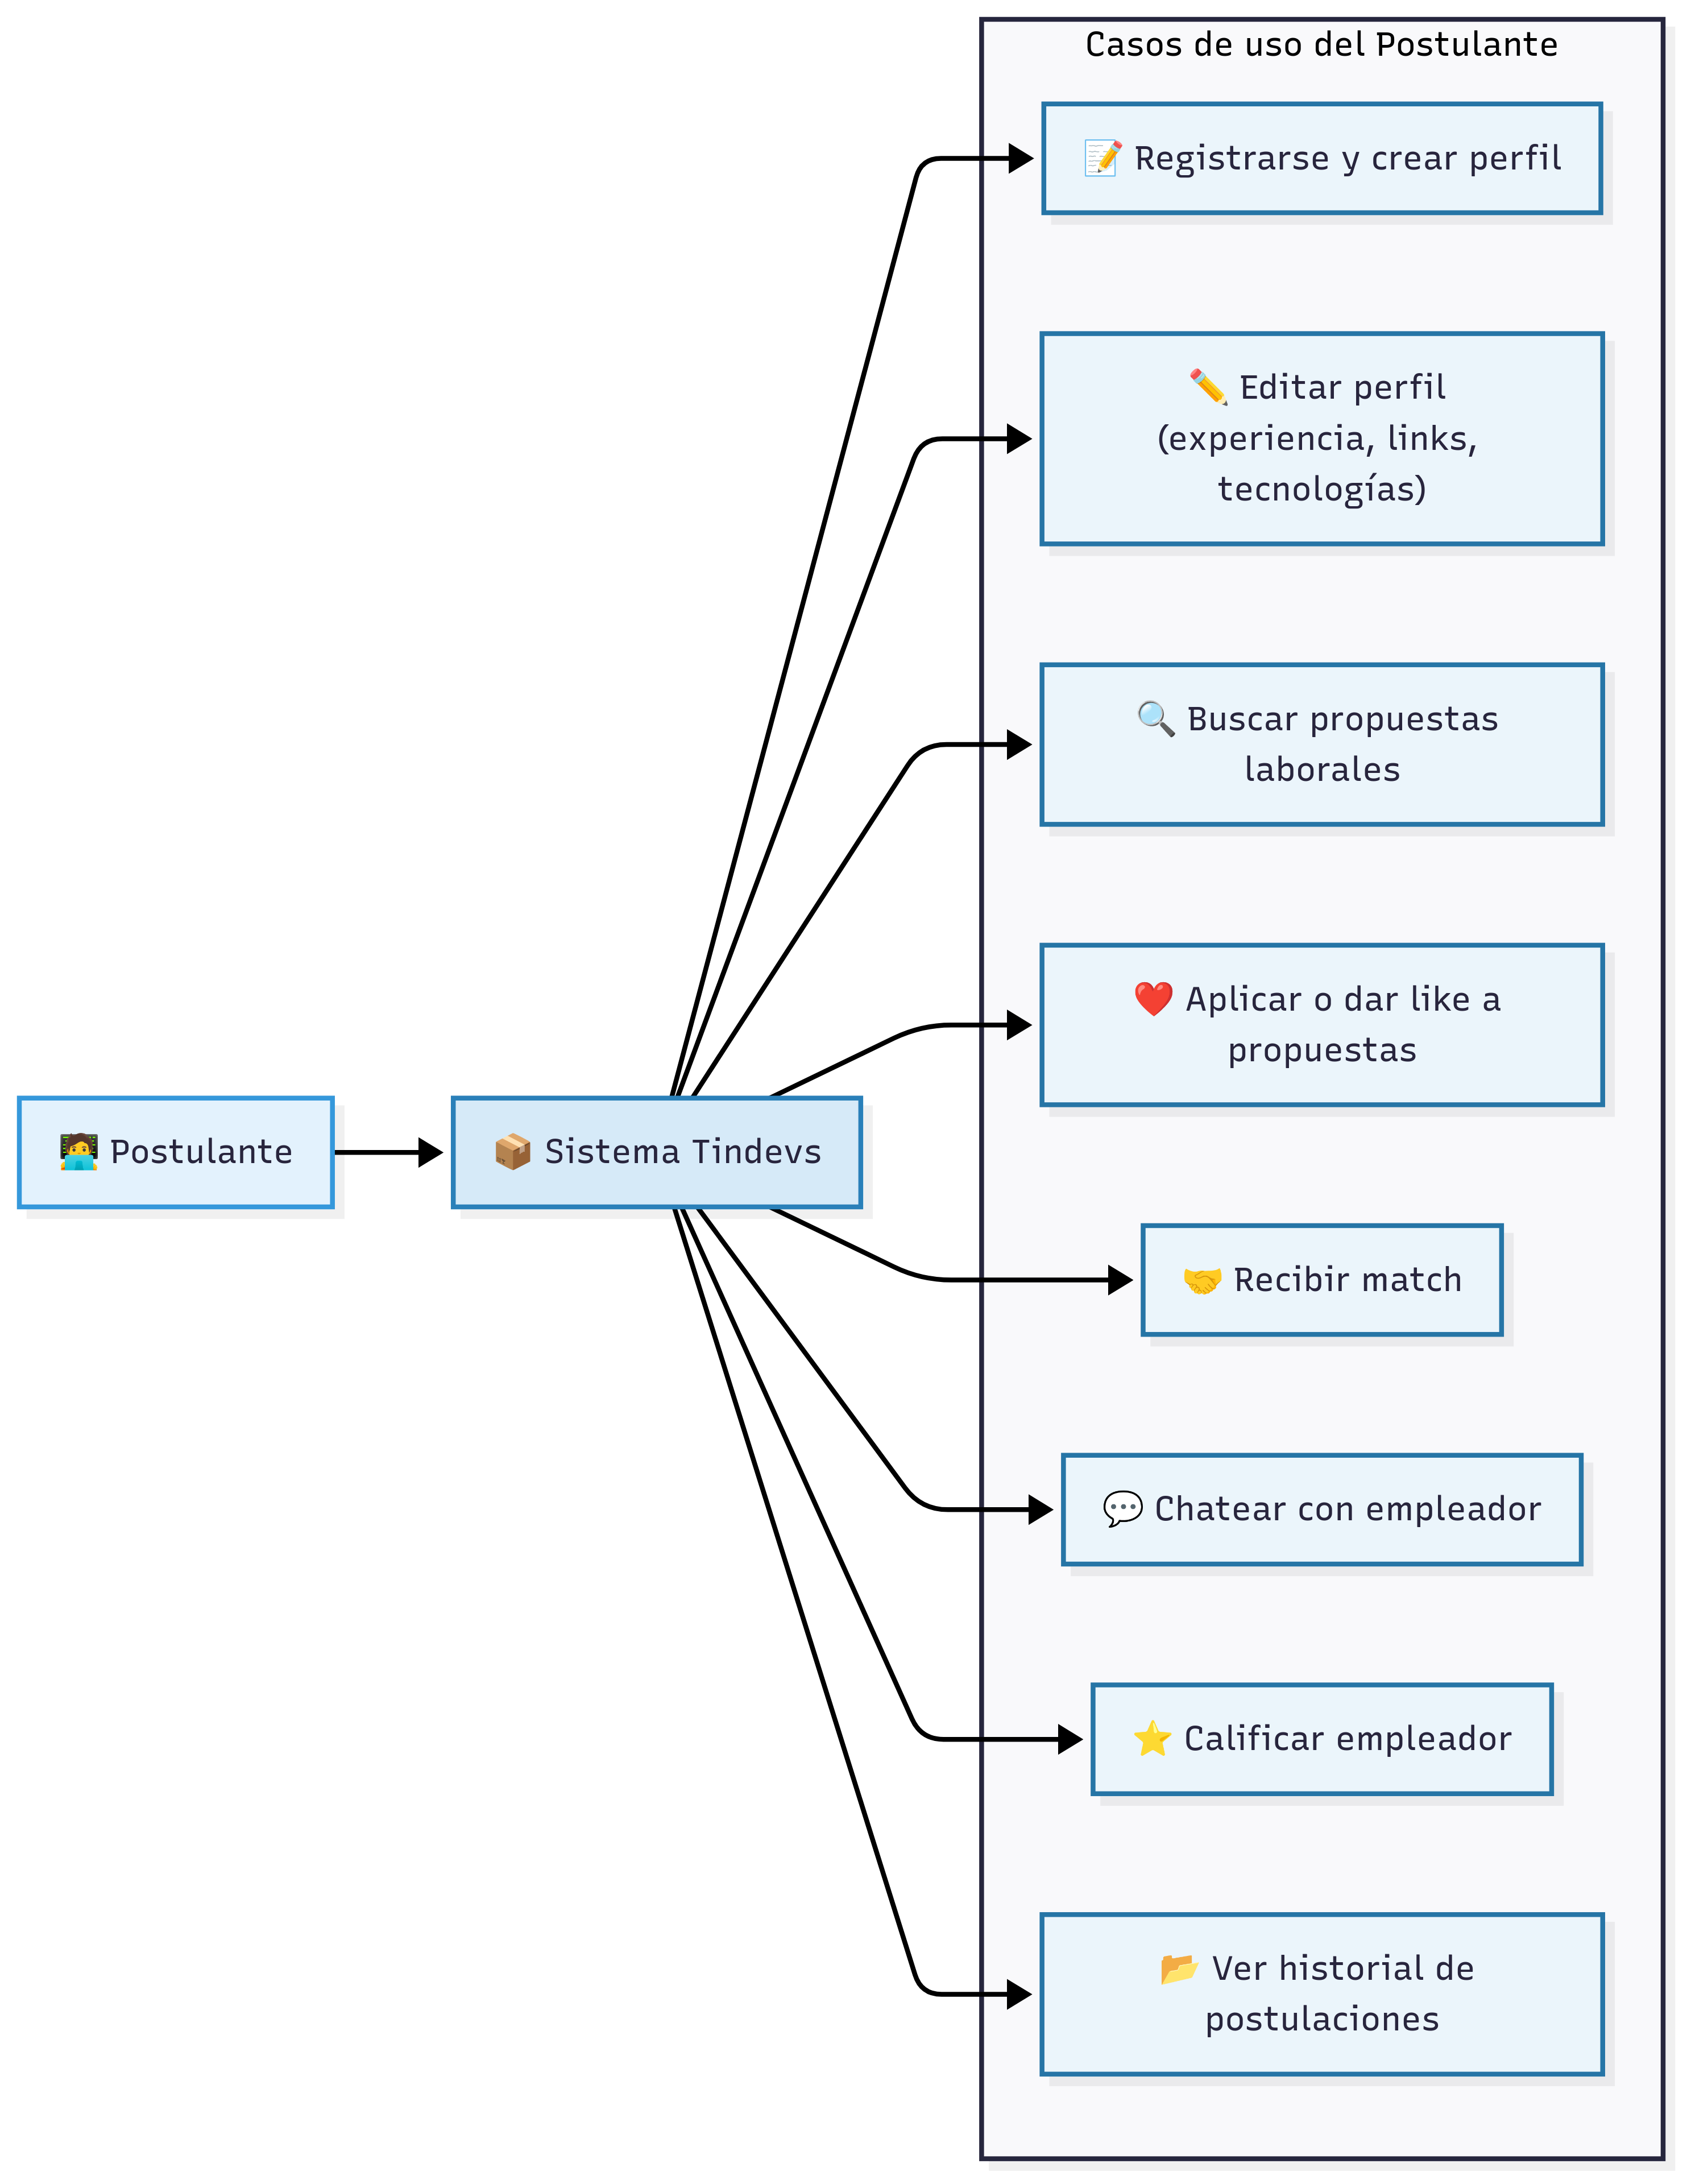 Casos de uso del Postulante
📝 Registrarse y crear perfil
✏️ Editar perfil
(experiencia, links,
tecnologías)
🔍 Buscar propuestas
laborales
❤️ Aplicar o dar like a
propuestas
🧑‍💻 Postulante
📦 Sistema Tindevs
🤝 Recibir match
💬 Chatear con empleador
⭐ Calificar empleador
📂 Ver historial de
postulaciones